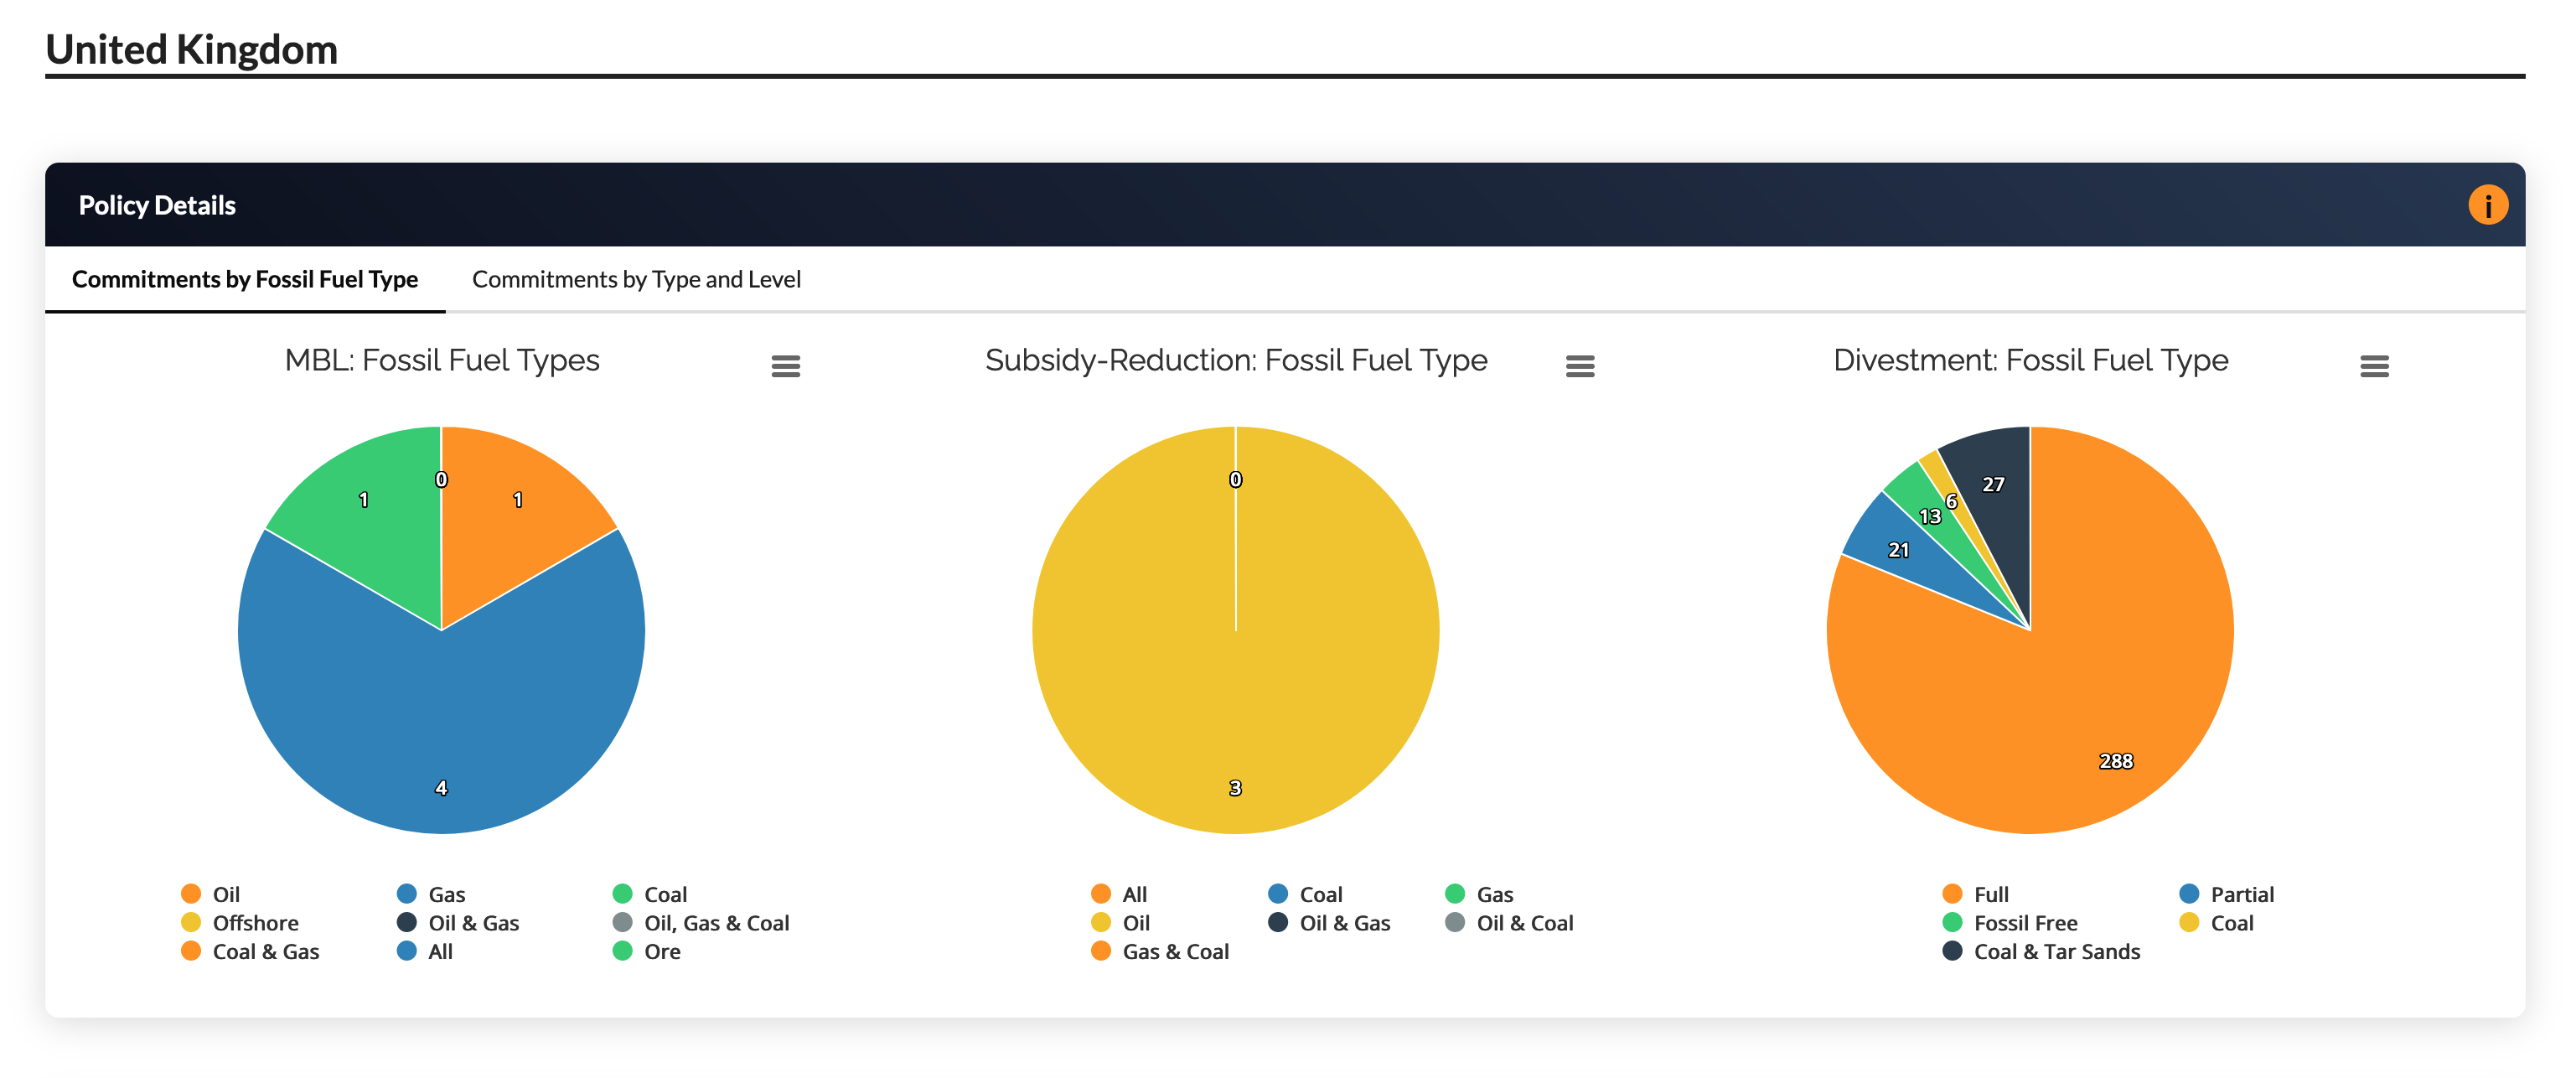 United Kingdom
Policy Details
i
Commitments by Fossil Fuel Type Commitments by Type and Level
MBL: Fossil Fuel Types
0
1
1
4
Oil Gas Coal
Offshore Oil & Gas Oil, Gas & Coal
Coal & Gas All Ore
Subsidy-Reduction: Fossil Fuel Type
0
3
All Coal Gas
Oil Oil & Gas Oil & Coal
Gas & Coal
Divestment: Fossil Fuel Type
27
6
13
21
288
Full Partial
Fossil Free Coal
Coal & Tar Sands